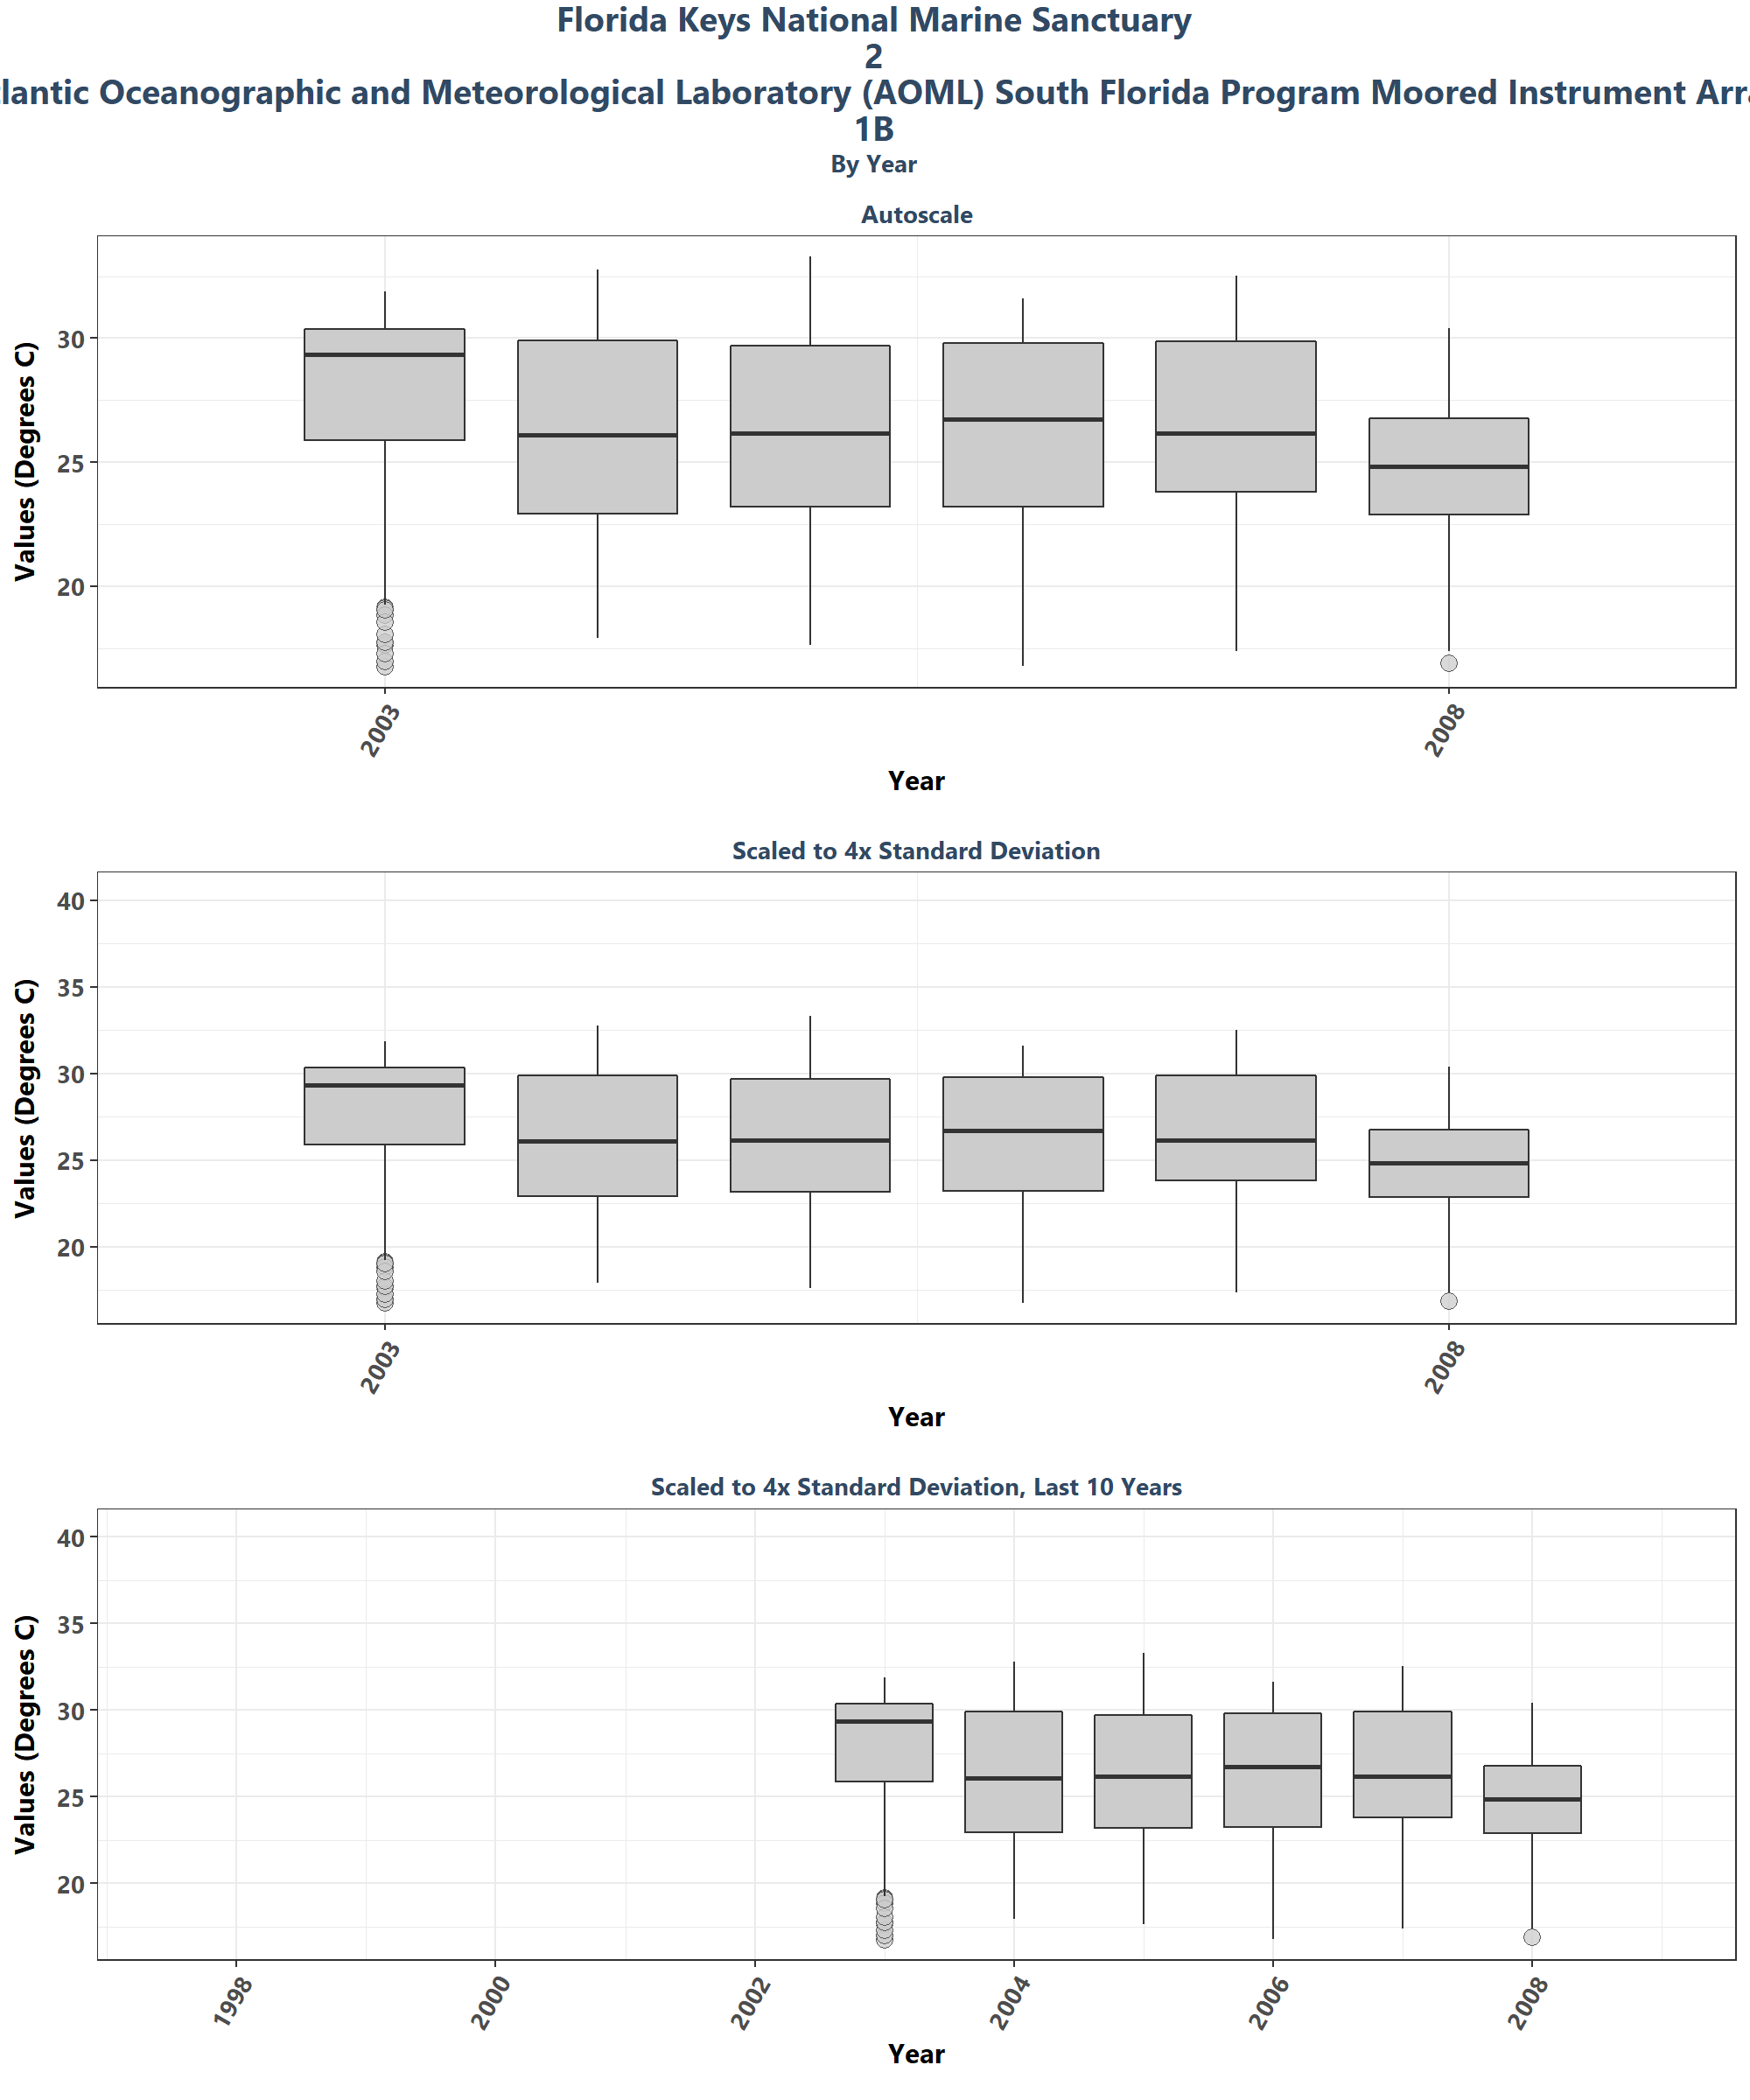 Florida Keys National Marine Sanctuary
2
lantic Oceanographic and Meteorological Laboratory (AOML) South Florida Program Moored Instrument Arr
1B
By Year
Autoscale
Values (Degrees C)
30
25
20
2003
2008
Year
Scaled to 4x Standard Deviation
Values (Degrees C)
40
35
30
25
20
2003
2008
Year
Scaled to 4x Standard Deviation, Last 10 Years
Values (Degrees C)
40
35
30
25
20
1998
2000
2002
2004
2006
2008
Year